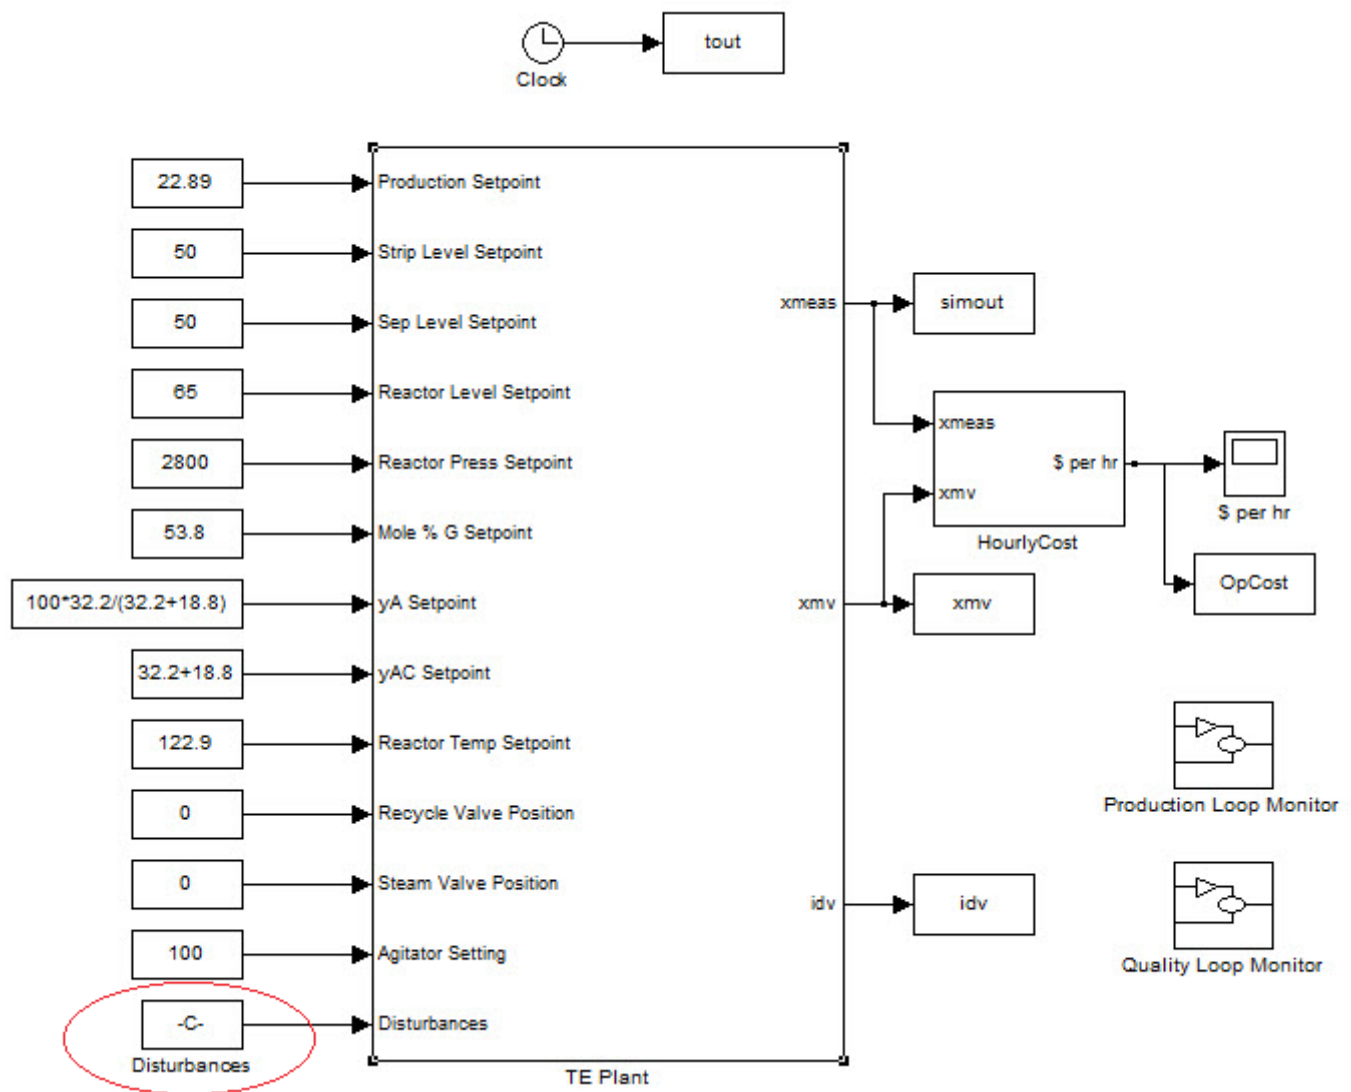 tout
Clock
22.89
Production Setpoint
50
Strip Level Setpoint
xmeas
simout
50
Sep Level Setpoint
65
Reactor Level Setpoint
xmeas
2800
Reactor Press Setpoint
$ per hr
xmv
$ per hr
53.8
Mole % G Setpoint
HourlyCost
OpCost
100*32.2/(32.2+18.8)
yA Setpoint
xmv
xmv
32.2+18.8
yAC Setpoint
122.9
Reactor Temp Setpoint
0
Recycle Valve Position
Production Loop Monitor
0
Steam Valve Position
idv
idv
100
Agitator Setting
Quality Loop Monitor
-C-
Disturbances
Disturbances
TE Plant